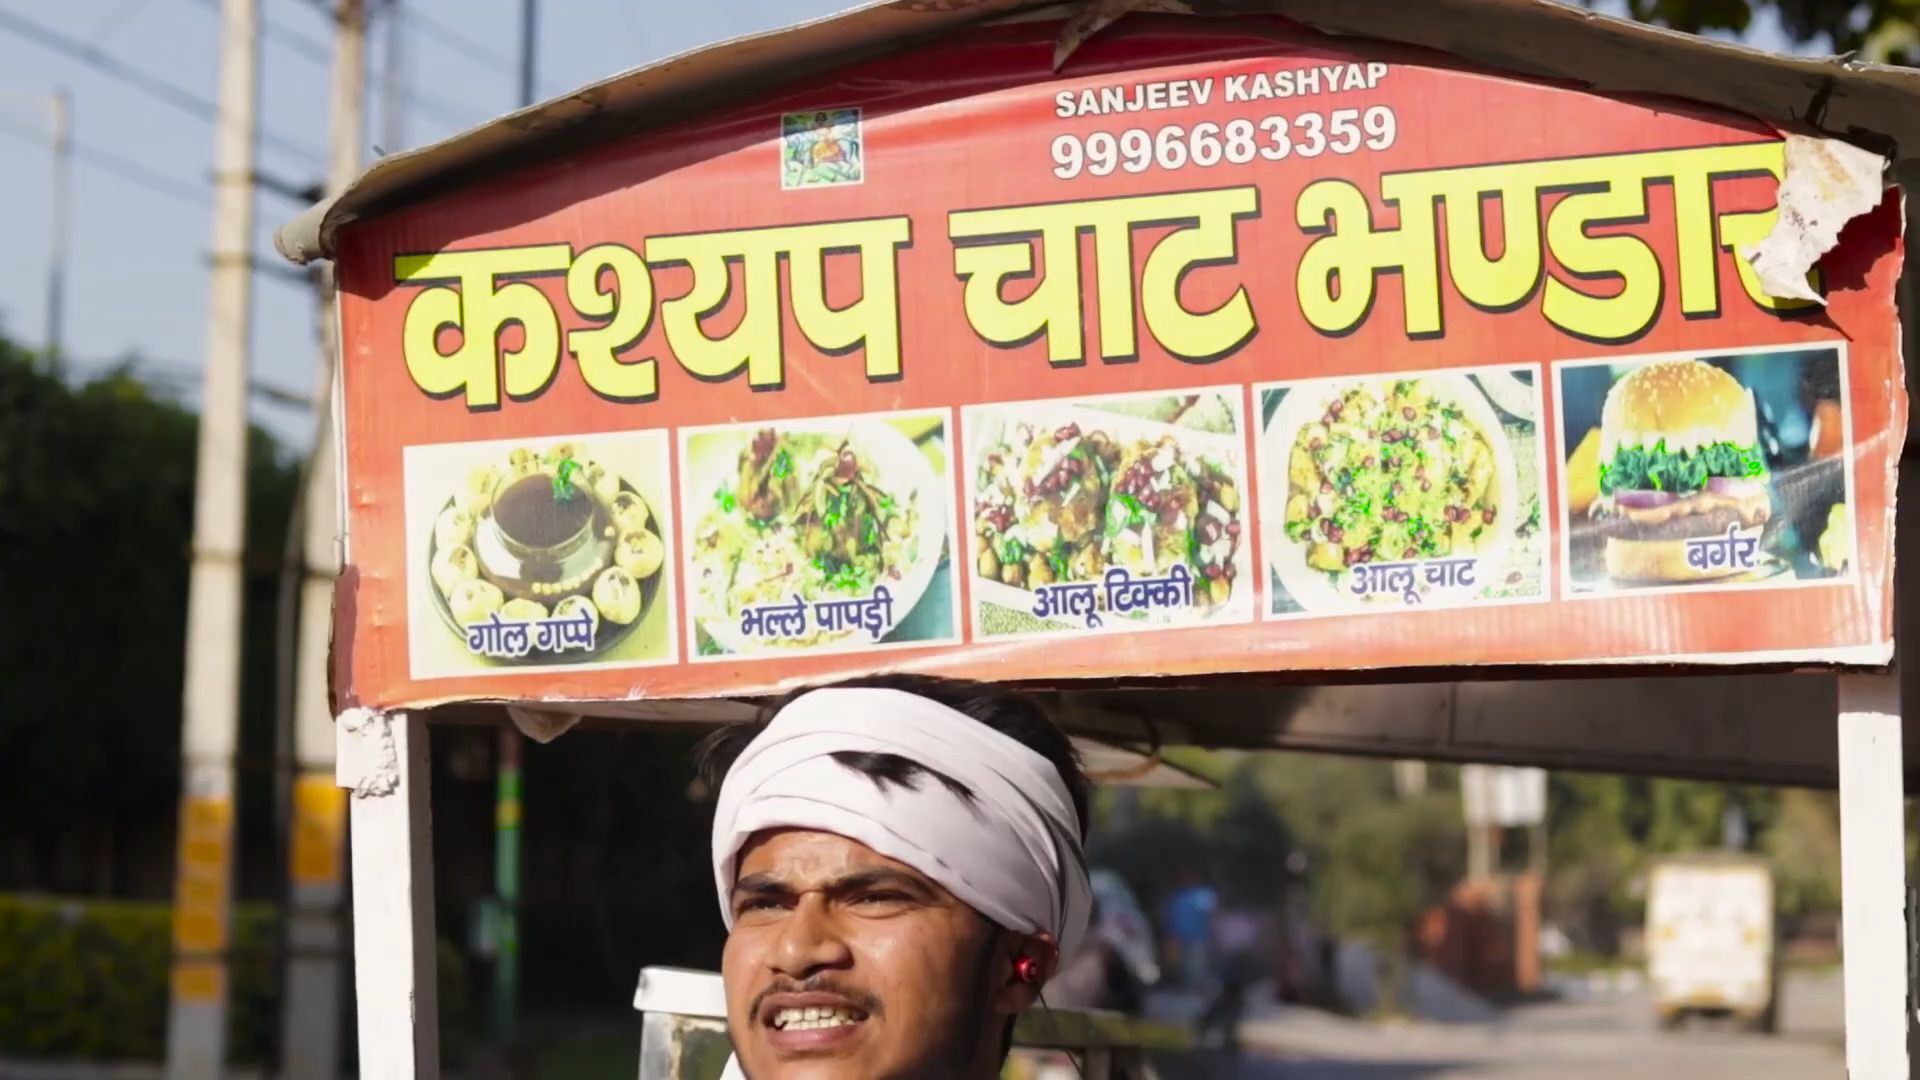 SANJEEV KASHYAP
9996683359
कश्यप चाट भण्डार
गोल गप्पे
भल्ले पापड़ी
आलू टिक्की
आलू चाट
बर्गर